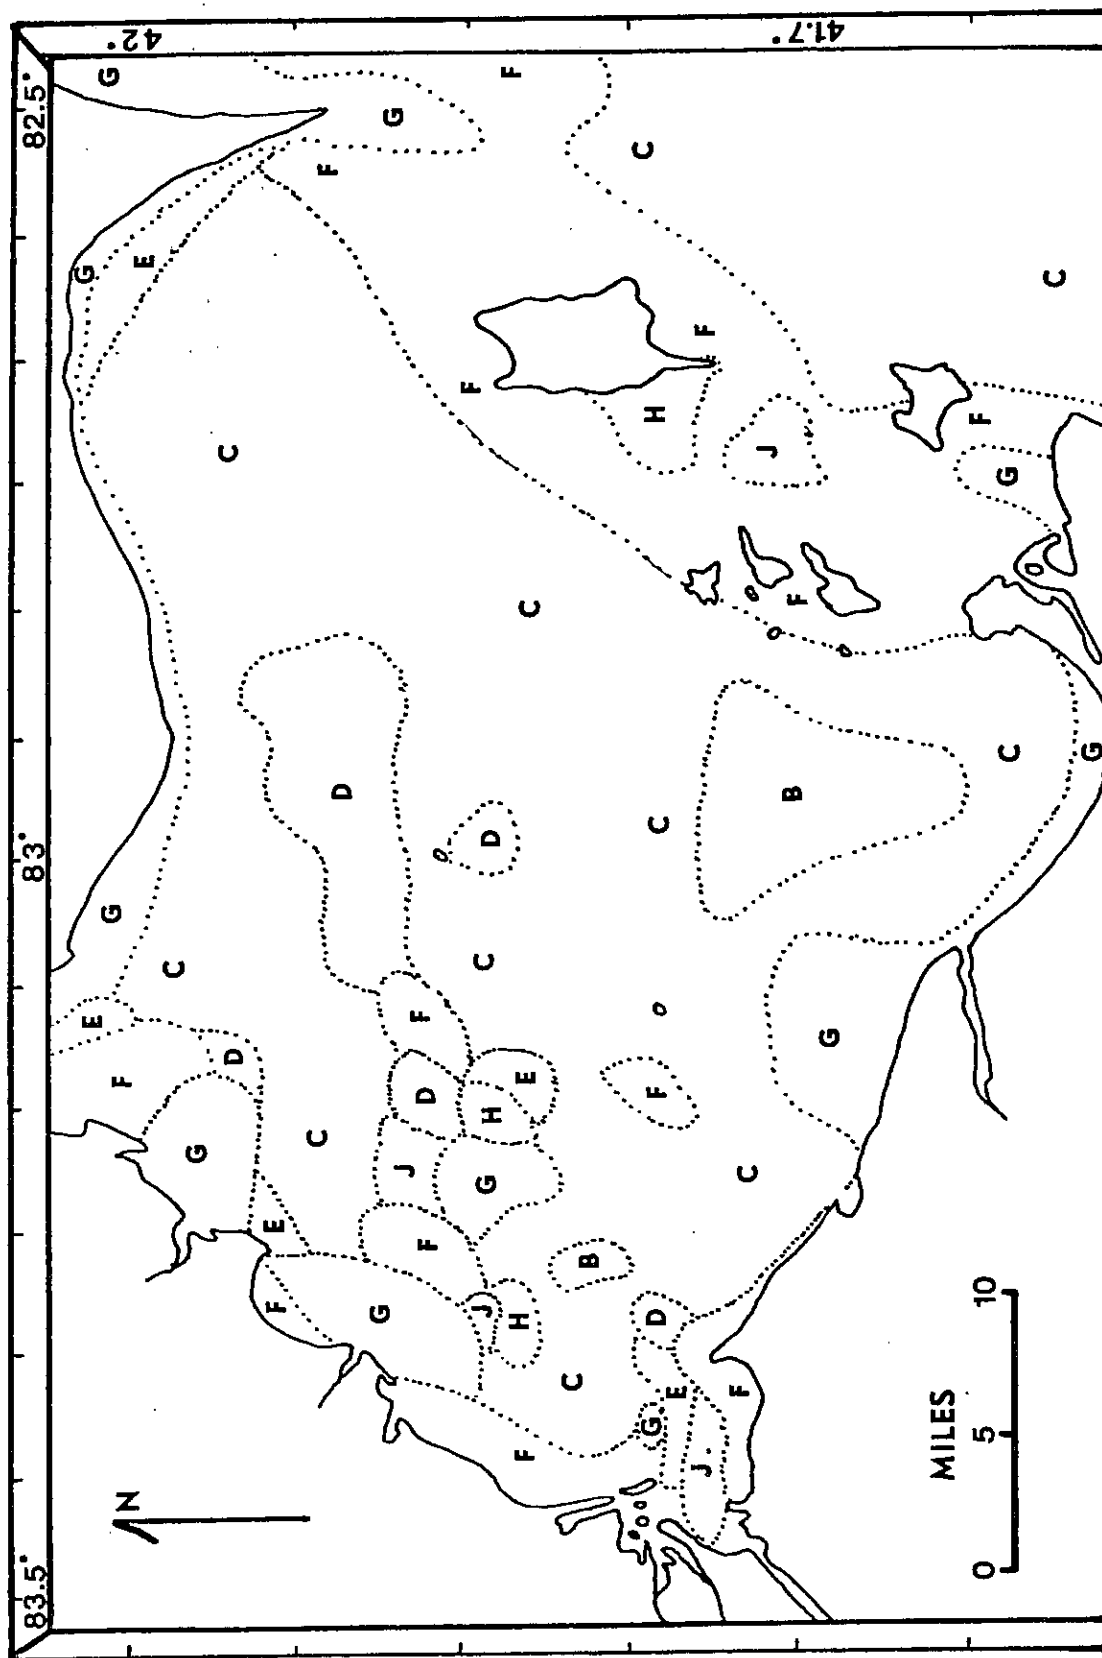 83.5° 83° 82.5°
E G G G
N F E 42°
C
G
D C
F E
C
F
D
G G
J
F D F
F
J G H C D
F H E C F
C B
G D F C H C
E
J F
F C J
B F 41.7°
G
MILES
0 5 10
C G F
C
G